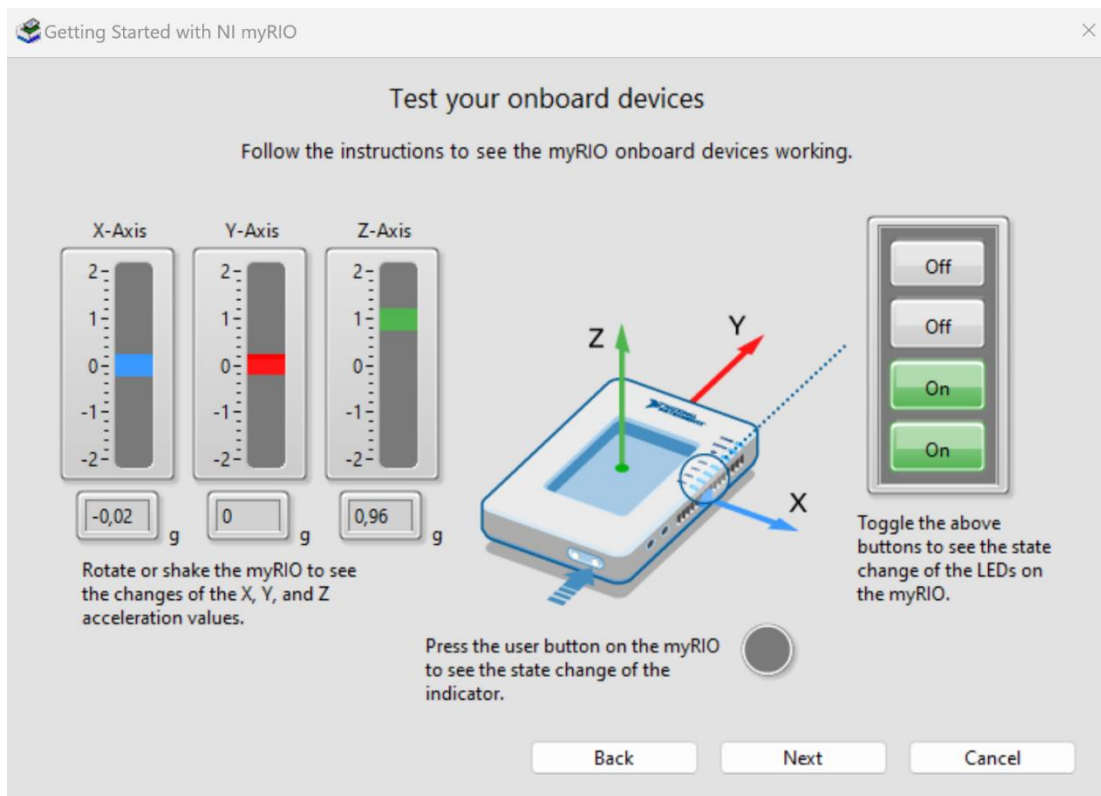 Getting Started with NI myRIO
Test your onboard devices
Follow the instructions to see the myRIO onboard devices working.
X-Axis
Y-Axis
Z-Axis
2
1
0
-1
-2
2
1
0
-1
-2
2
1
0
-1
-2
-0,02 g
0 g
0,96 g
Rotate or shake the myRIO to see
the changes of the X, Y, and Z
acceleration values.
Z
Y
X
NATIONAL INSTRUMENTS
Press the user button on the myRIO
to see the state change of the
indicator.
Off
Off
On
On
Toggle the above
buttons to see the state
change of the LEDs on
the myRIO.
Back
Next
Cancel